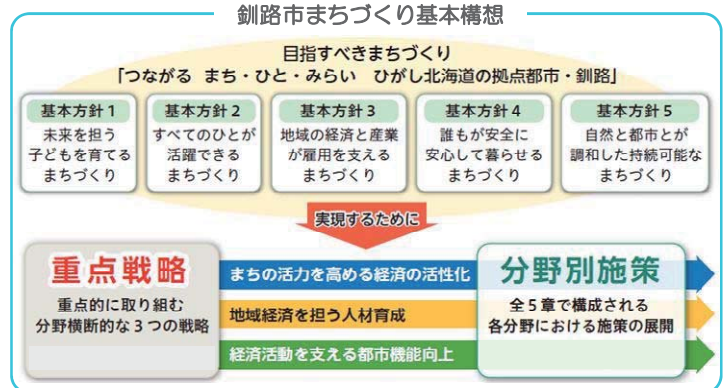 釧路市まちづくり基本構想
目指すべきまちづくり
「つながる まち・ひと・みらい ひがし北海道の拠点都市・釧路」
基本方針1
未来を担う
子どもを育てる
まちづくり
基本方針2
すべてのひとが
活躍できる
まちづくり
基本方針3
地域の経済と産業
が雇用を支える
まちづくり
基本方針4
誰もが安全に
安心して暮らせる
まちづくり
基本方針5
自然と都市とが
調和した持続可能な
まちづくり
実現するために
重点戦略
重点的に取り組む
分野横断的な3つの戦略
まちの活力を高める経済の活性化
地域経済を担う人材育成
経済活動を支える都市機能向上
分野別施策
全5章で構成される
各分野における施策の展開